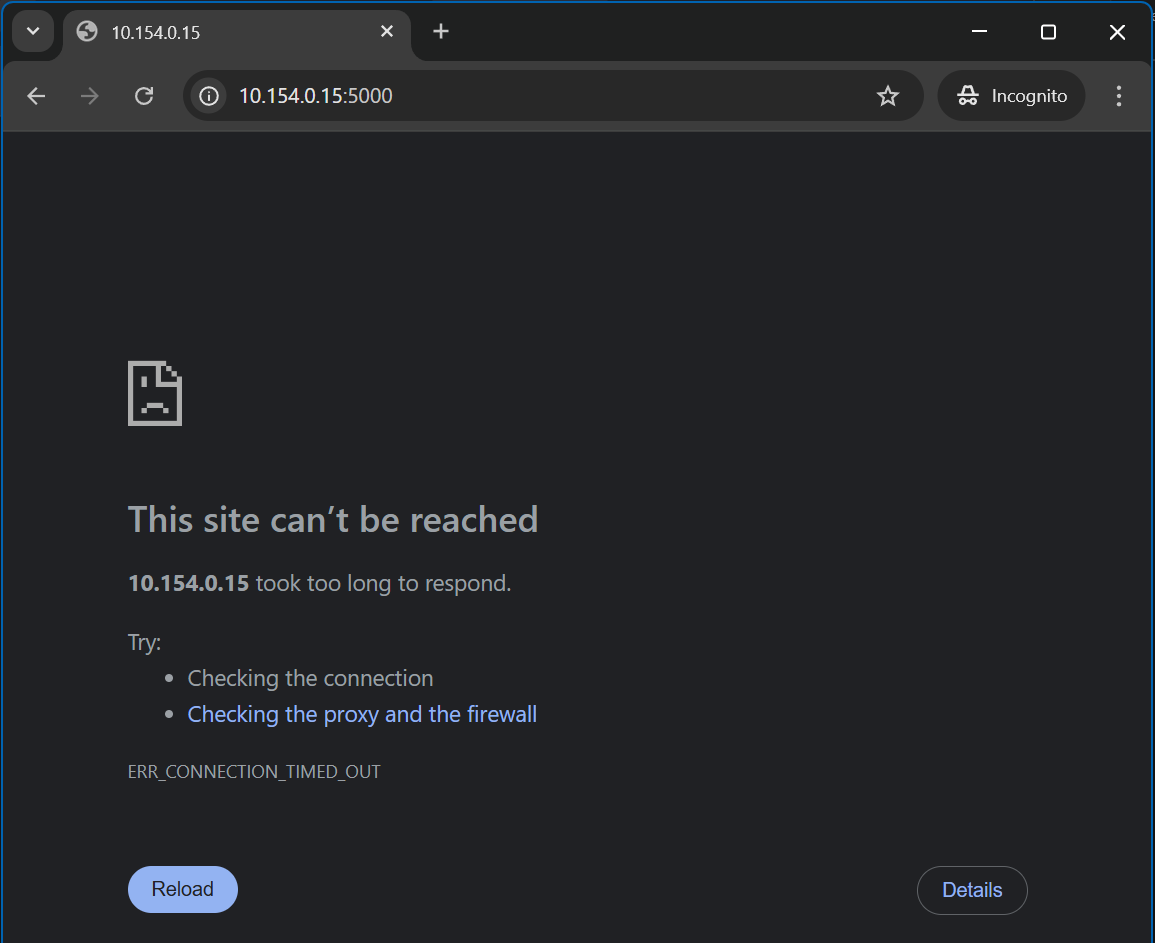 10.154.0.15
10.154.0.15:5000
Incognito
This site can’t be reached
10.154.0.15 took too long to respond.
Try:
Checking the connection
Checking the proxy and the firewall
ERR_CONNECTION_TIMED_OUT
Reload
Details